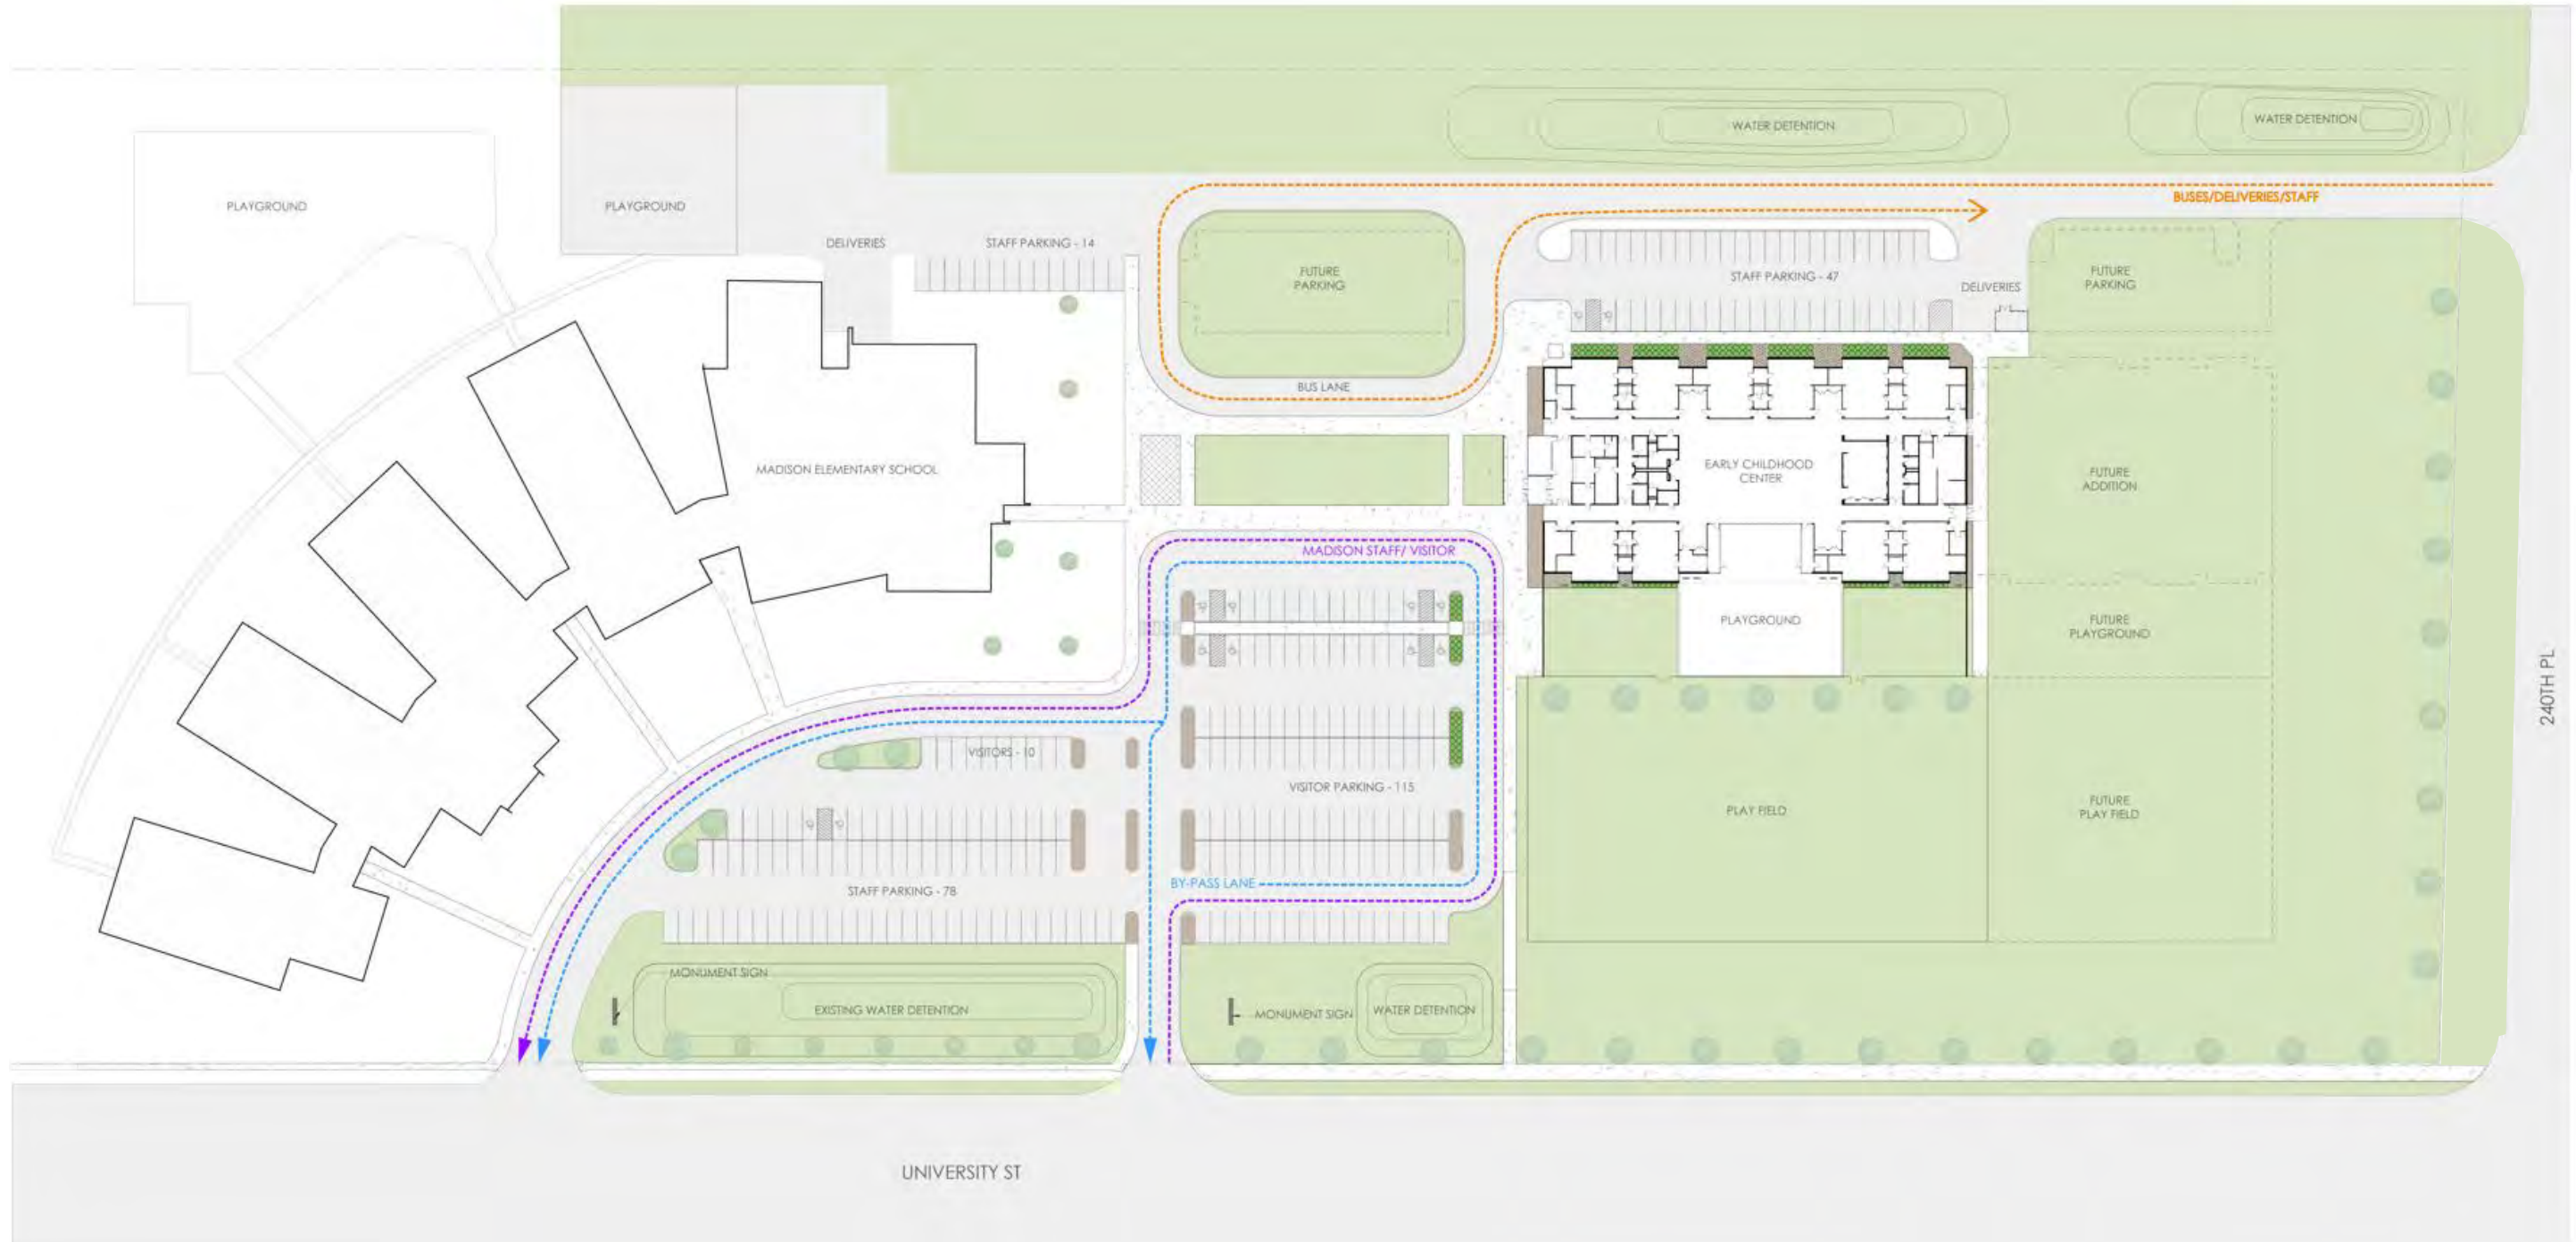 WATER DETENTION
WATER DETENTION
BUSES/DELIVERIES/STAFF
PLAYGROUND
PLAYGROUND
DELIVERIES
STAFF PARKING - 14
FUTURE
PARKING
STAFF PARKING - 47
DELIVERIES
FUTURE
PARKING
BUS LANE
MADISON ELEMENTARY SCHOOL
EARLY CHILDHOOD
CENTER
FUTURE
ADDITION
MADISON STAFF/ VISITOR
PLAYGROUND
FUTURE
PLAYGROUND
240TH PL
VISITORS - 10
VISITOR PARKING - 115
PLAY FIELD
FUTURE
PLAY FIELD
BY-PASS LANE
STAFF PARKING - 78
MONUMENT SIGN
EXISTING WATER DETENTION
MONUMENT SIGN
WATER DETENTION
UNIVERSITY ST